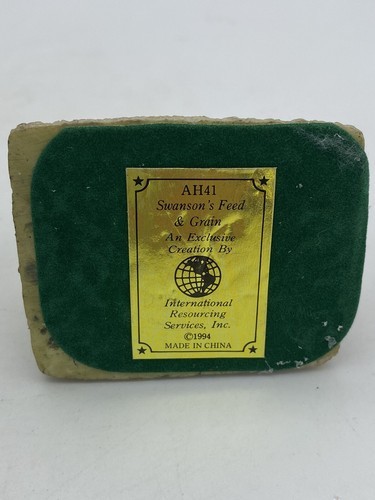 AH41
Swanson's Feed
& Grain
An Exclusive
Creation By
International
Resourcing
Services, Inc.
©1994
MADE IN CHINA